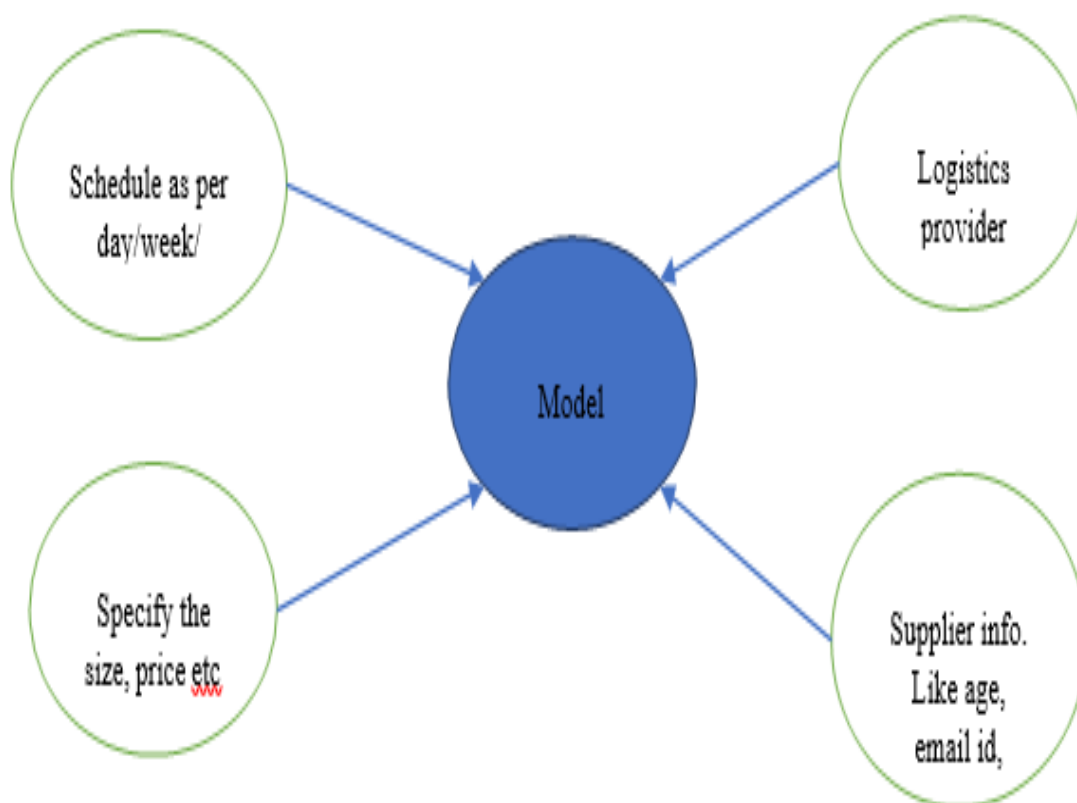 Schedule as per
day/week/
Logistics
provider
Model
Specify the
size, price etc
Supplier info.
Like age,
email id,